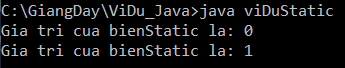 C:\GiangDay\ViDu_Java>java viDuStatic
Gia tri cua bienStatic la: 0
Gia tri cua bienStatic la: 1